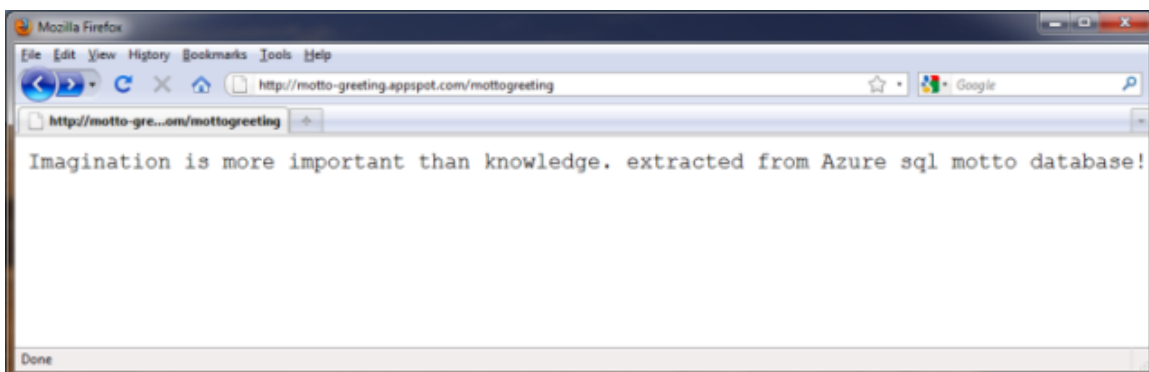 Mozilla Firefox
File Edit View History Bookmarks Tools Help
http://motto-greeting.appspot.com/mottogreeting Google
http://motto-gre...om/mottogreeting
Imagination is more important than knowledge. extracted from Azure sql motto database!
Done